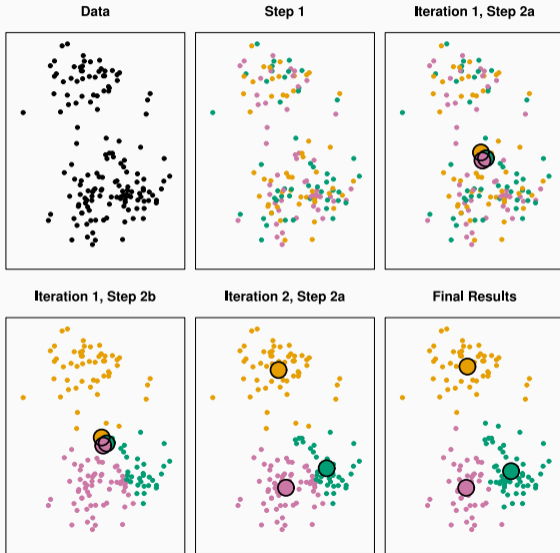 Data
Step 1
Iteration 1, Step 2a
Iteration 1, Step 2b
Iteration 2, Step 2a
Final Results